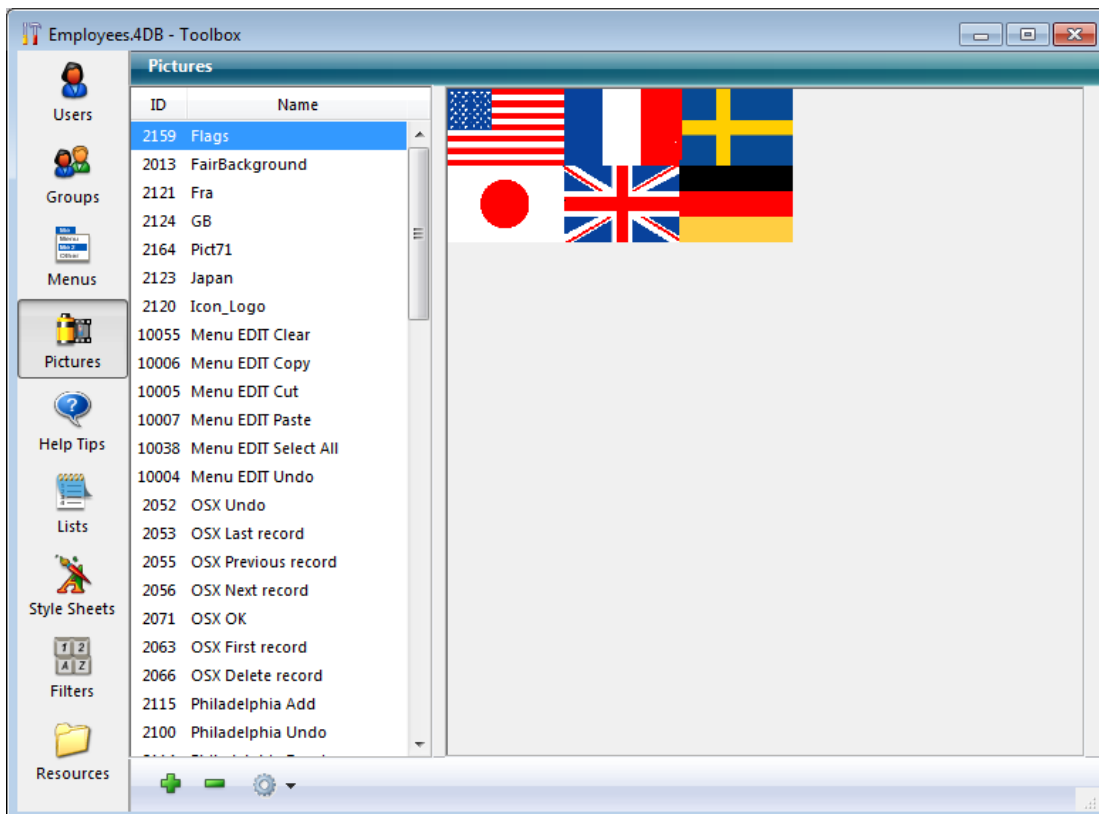 Employees.4DB - Toolbox
Users
Groups
Menus
Pictures
Help Tips
Lists
Style Sheets
Filters
Resources
Pictures
ID Name
2159 Flags
2013 FairBackground
2121 Fra
2124 GB
2164 Pict71
2123 Japan
2120 Icon_Logo
10055 Menu EDIT Clear
10006 Menu EDIT Copy
10005 Menu EDIT Cut
10007 Menu EDIT Paste
10038 Menu EDIT Select All
10004 Menu EDIT Undo
2052 OSX Undo
2053 OSX Last record
2055 OSX Previous record
2056 OSX Next record
2071 OSX OK
2063 OSX First record
2066 OSX Delete record
2115 Philadelphia Add
2100 Philadelphia Undo